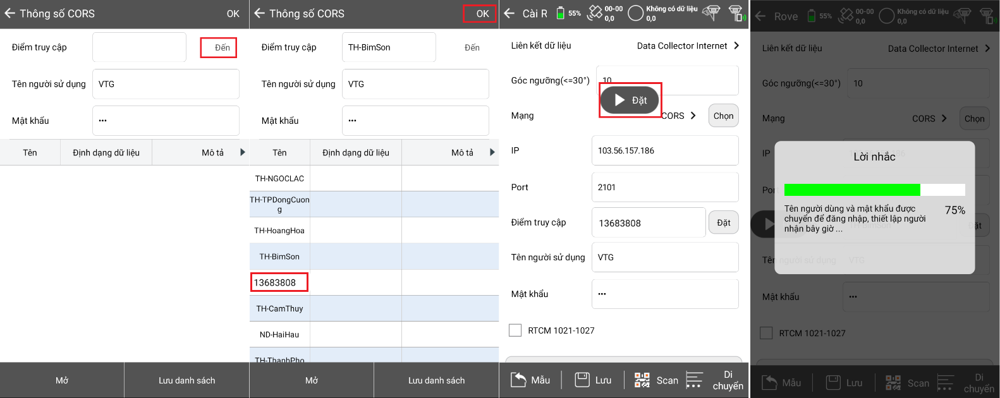 Thông số CORS
OK
Điểm truy cập
Đến
Tên người sử dụng
VTG
Mật khẩu
•••
Tên
Định dạng dữ liệu
Mô tả
Mở
Lưu danh sách
Thông số CORS
OK
Điểm truy cập
TH-BimSon
Đến
Tên người sử dụng
VTG
Mật khẩu
•••
Tên
Định dạng dữ liệu
Mô tả
TH-NGOCLAC
TH-TPDongCuon
g
TH-HoangHoa
TH-BimSon
13683808
TH-CamThuy
ND-HaiHau
TH-ThanhPho
Mở
Lưu danh sách
Cài R
55%
00-00
0,0
Không có dữ liệu
0,0
Liên kết dữ liệu
Data Collector Internet
Góc ngưỡng(<=30°)
10
Đặt
Mạng
CORS
Chọn
IP
103.56.157.186
Port
2101
Điểm truy cập
13683808
Đặt
Tên người sử dụng
VTG
Mật khẩu
•••
RTCM 1021-1027
Mẫu
Lưu
Scan
Di
chuyển
Rove
55%
00-00
0,0
Không có dữ liệu
0,0
Liên kết dữ liệu
Data Collector Internet
Góc ngưỡng(<=30°)
10
Mạng
CORS
Chọn
IP
Lời nhắc
Port
Tên người dùng và mật khẩu được
chuyển để đăng nhập, thiết lập người
nhận bây giờ ...
75%
TH-BimSon
Đặt
Tên người sử dụng
VTG
Mật khẩu
•••
RTCM 1021-1027
Mẫu
Lưu
Scan
Di
chuyển